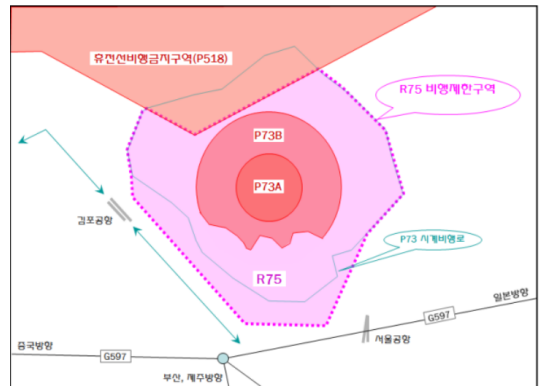 휴전선비행금지구역(P518)
R75 비행제한구역
P73B
P73A
김포공항
P73 시계비행로
R75
일본방향
G597
서울공항
중국방향
G597
부산, 제주방향